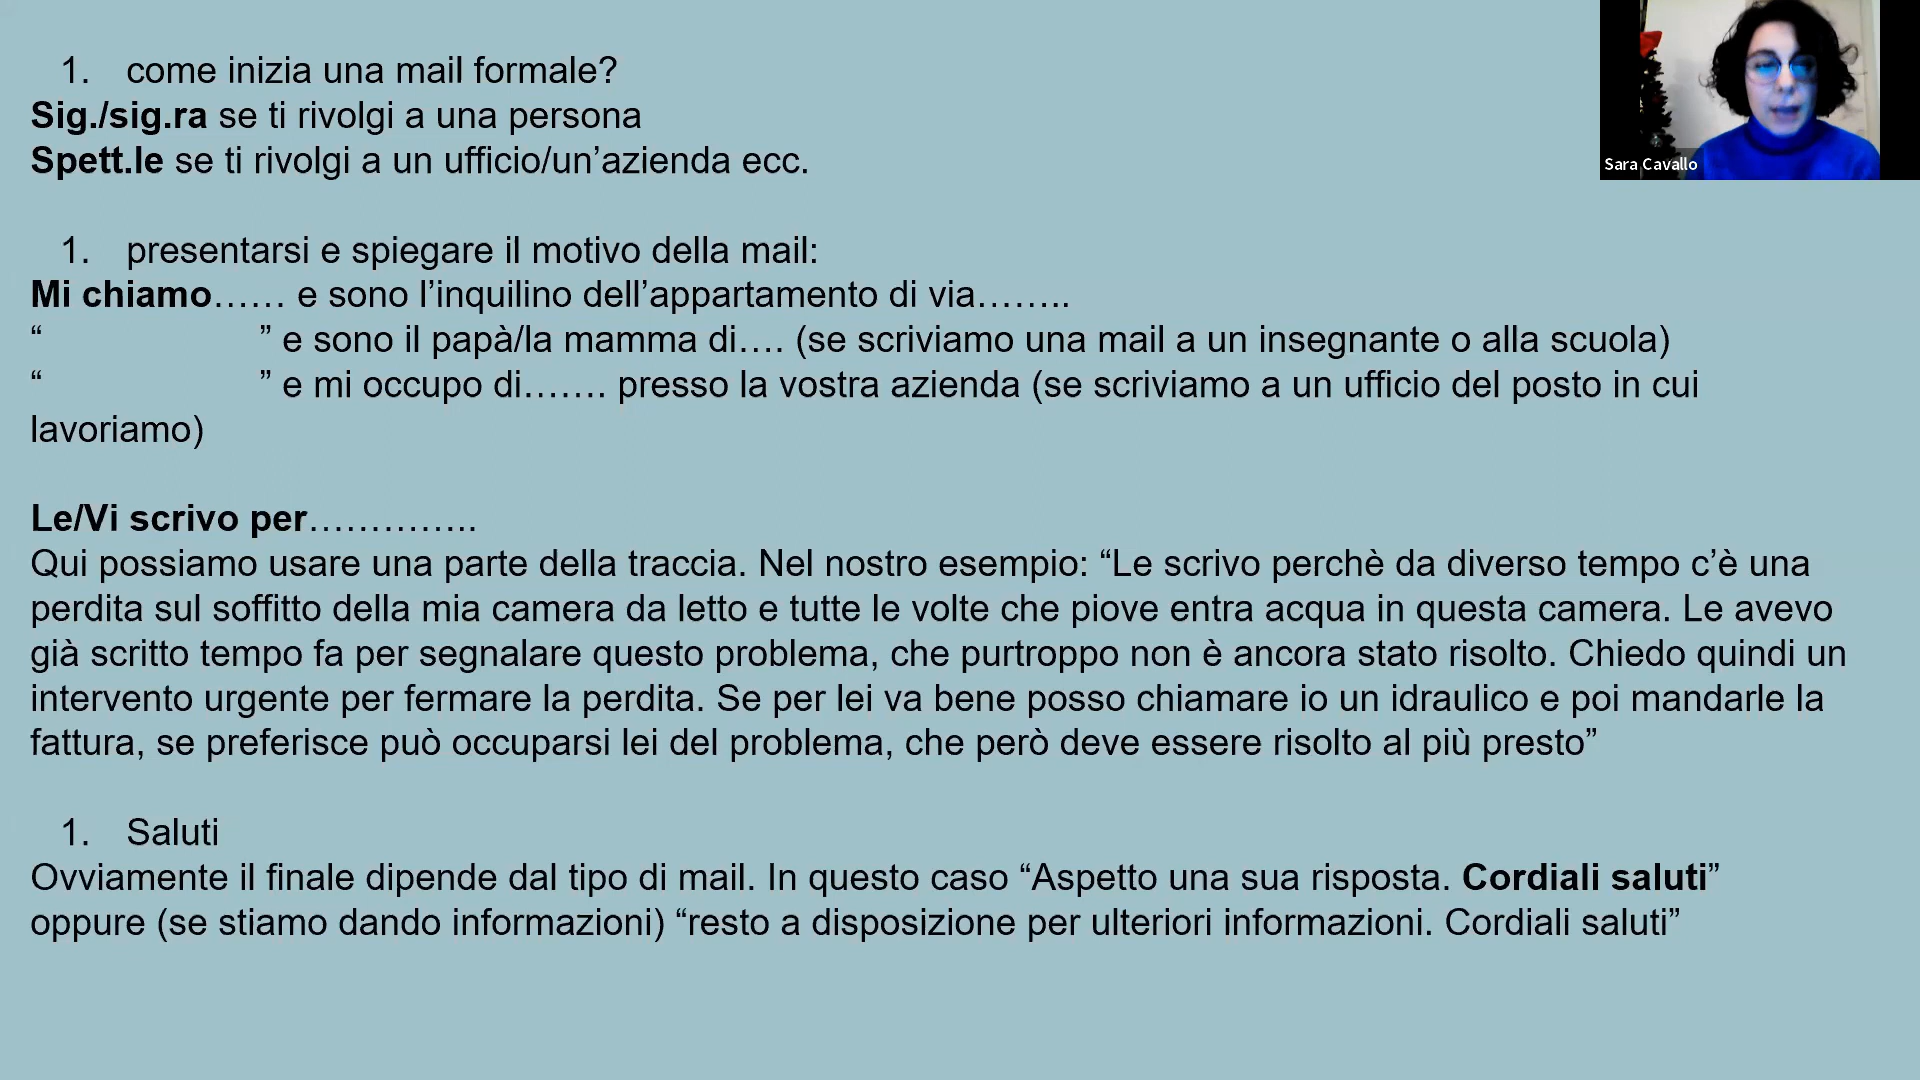 1. come inizia una mail formale?
Sig./sig.ra se ti rivolgi a una persona
Spett.le se ti rivolgi a un ufficio/un’azienda ecc.
1. presentarsi e spiegare il motivo della mail:
Mi chiamo…… e sono l’inquilino dell’appartamento di via……..
“ ” e sono il papà/la mamma di…. (se scriviamo una mail a un insegnante o alla scuola)
“ ” e mi occupo di……. presso la vostra azienda (se scriviamo a un ufficio del posto in cui
lavoriamo)
Le/Vi scrivo per…………..
Qui possiamo usare una parte della traccia. Nel nostro esempio: “Le scrivo perchè da diverso tempo c’è una
perdita sul soffitto della mia camera da letto e tutte le volte che piove entra acqua in questa camera. Le avevo
già scritto tempo fa per segnalare questo problema, che purtroppo non è ancora stato risolto. Chiedo quindi un
intervento urgente per fermare la perdita. Se per lei va bene posso chiamare io un idraulico e poi mandarle la
fattura, se preferisce può occuparsi lei del problema, che però deve essere risolto al più presto”
1. Saluti
Ovviamente il finale dipende dal tipo di mail. In questo caso “Aspetto una sua risposta. Cordiali saluti”
oppure (se stiamo dando informazioni) “resto a disposizione per ulteriori informazioni. Cordiali saluti”
Sara Cavallo